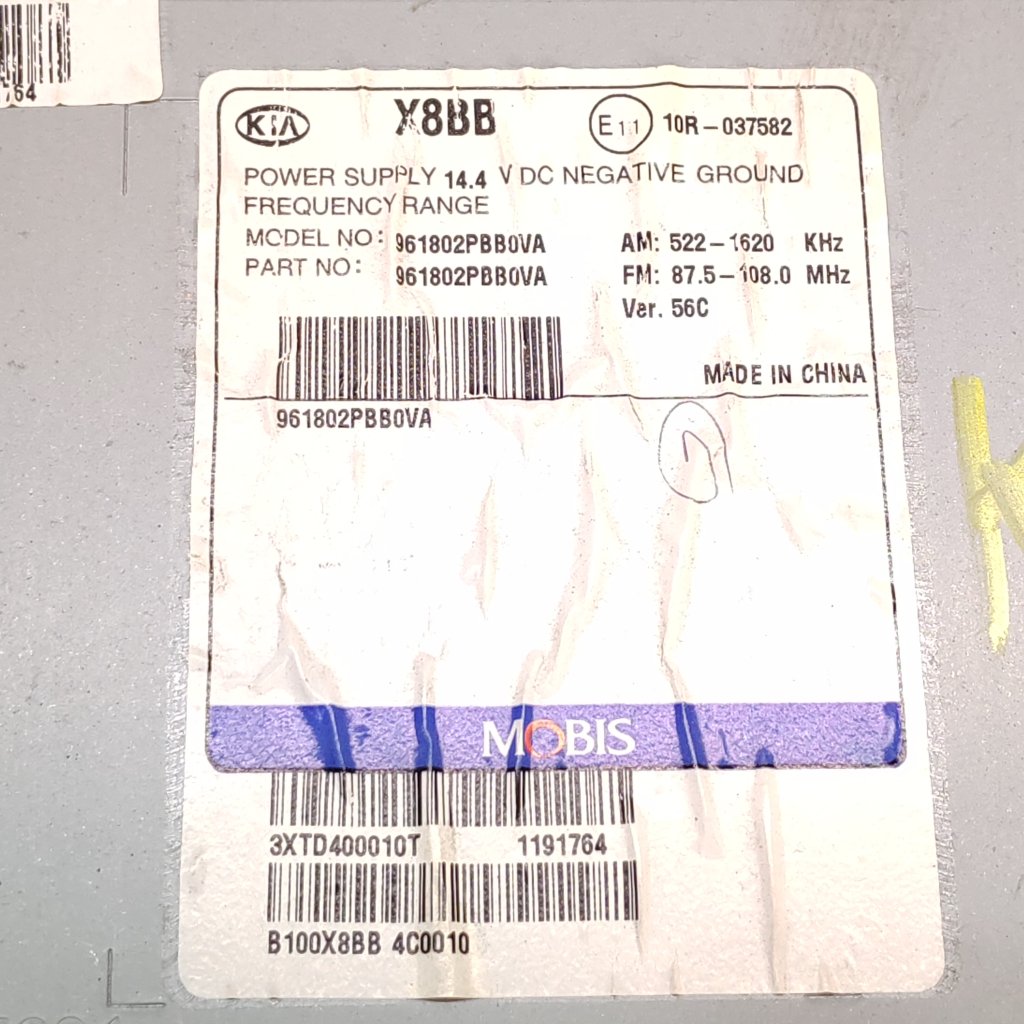 764
KIA X8BB E11 10R-037582
POWER SUPPLY 14.4 V DC NEGATIVE GROUND
FREQUENCY RANGE
MODEL NO: 961802PBB0VA AM: 522-1620 KHz
PART NO: 961802PBB0VA FM: 87.5-108.0 MHz
Ver. 56C
MADE IN CHINA
961802PBB0VA
K
MOBIS
3XTD400010T 1191764
B100X8BB 4C0010